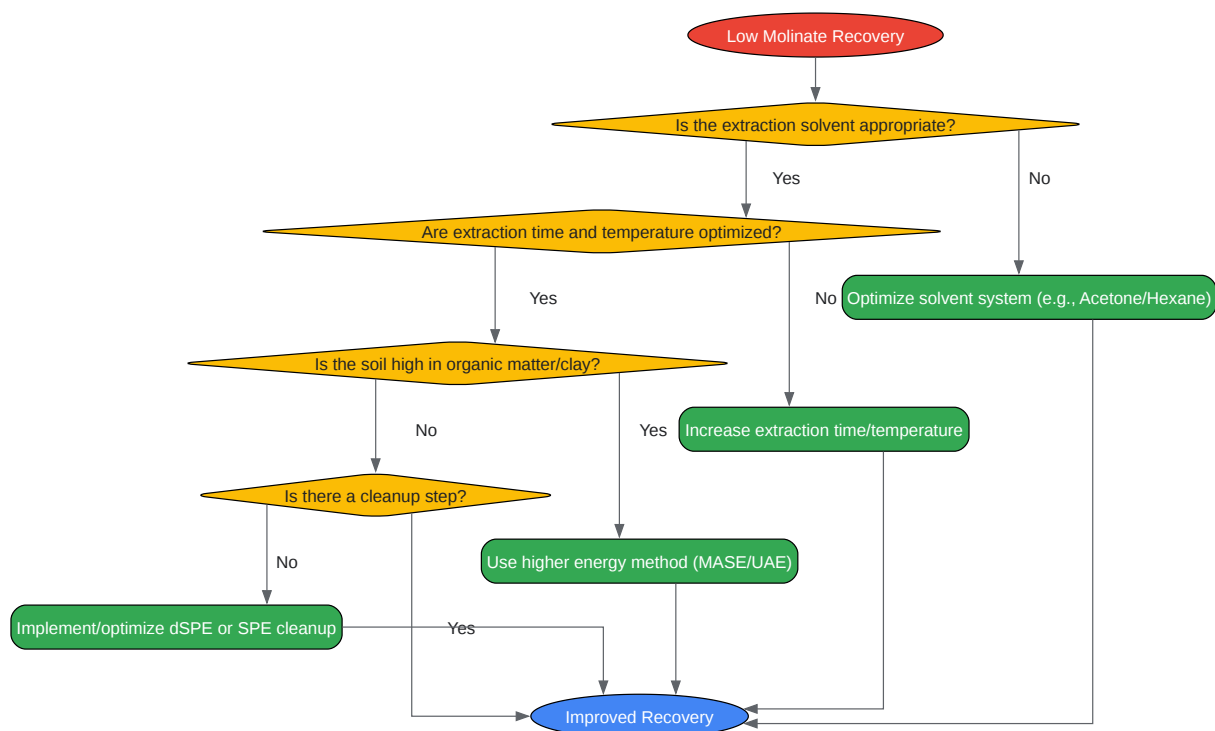 Low Molinate Recovery
Is the extraction solvent appropriate?
Yes
No
Are extraction time and temperature optimized?
Yes
No
Optimize solvent system (e.g., Acetone/Hexane)
Is the soil high in organic matter/clay?
No
Yes
Increase extraction time/temperature
Is there a cleanup step?
No
Use higher energy method (MASE/UAE)
Implement/optimize dSPE or SPE cleanup
Yes
Improved Recovery